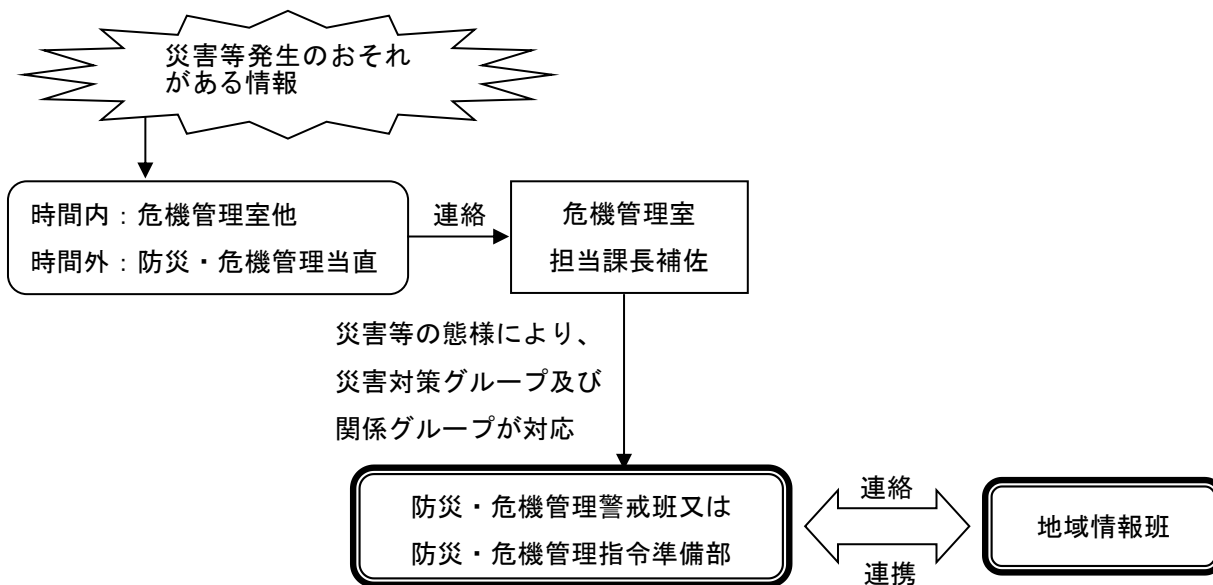 災害等発生のおそれ
がある情報
時間内：危機管理室他
時間外：防災・危機管理当直
連絡
危機管理室
担当課長補佐
災害等の態様により、
災害対策グループ及び
関係グループが対応
防災・危機管理警戒班又は
防災・危機管理指令準備部
連絡
連携
地域情報班